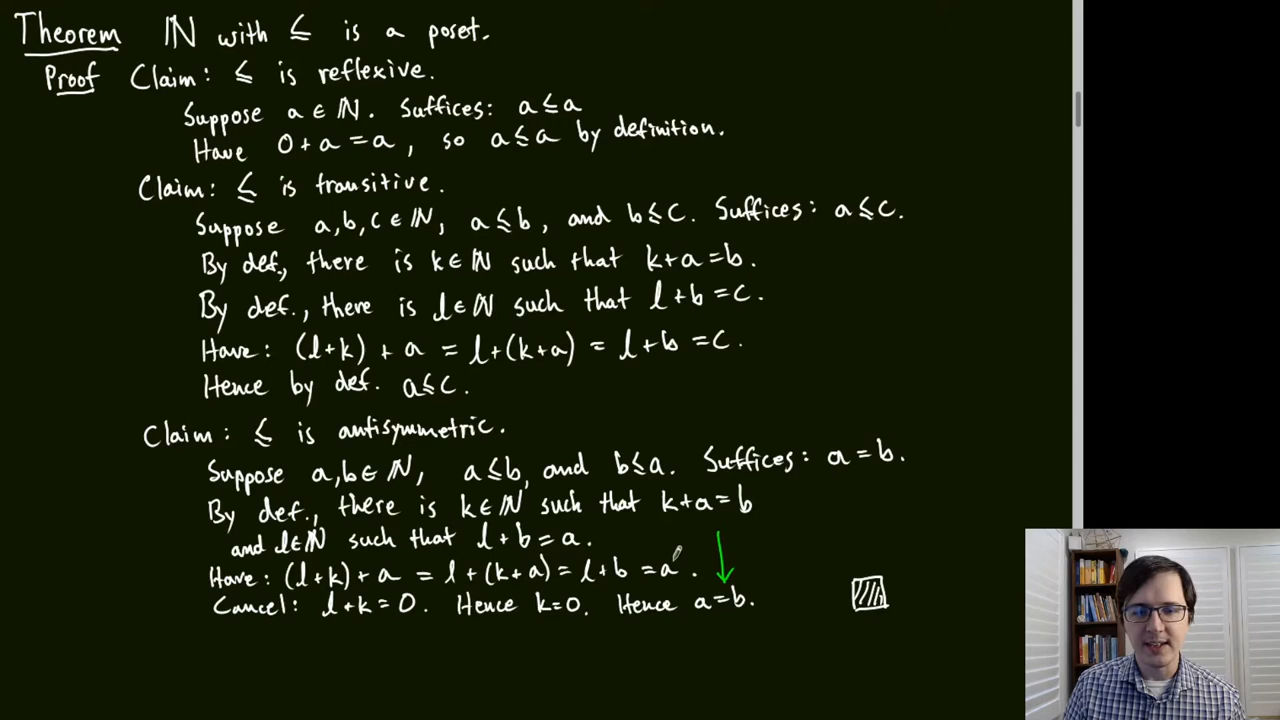 Theorem ℕ with ≤ is a poset.
Proof Claim: ≤ is reflexive.
Suppose a ∈ ℕ. Suffices: a ≤ a
Have 0 + a = a, so a ≤ a by definition.
Claim: ≤ is transitive.
Suppose a, b, c ∈ ℕ, a ≤ b, and b ≤ c. Suffices: a ≤ c.
By def., there is k ∈ ℕ such that k + a = b.
By def., there is l ∈ ℕ such that l + b = c.
Have: (l + k) + a = l + (k + a) = l + b = c.
Hence by def. a ≤ c.
Claim: ≤ is antisymmetric.
Suppose a, b ∈ ℕ, a ≤ b, and b ≤ a. Suffices: a = b.
By def., there is k ∈ ℕ such that k + a = b
and l ∈ ℕ such that l + b = a.
Have: (l + k) + a = l + (k + a) = l + b = a.
Cancel: l + k = 0. Hence k = 0. Hence a = b.